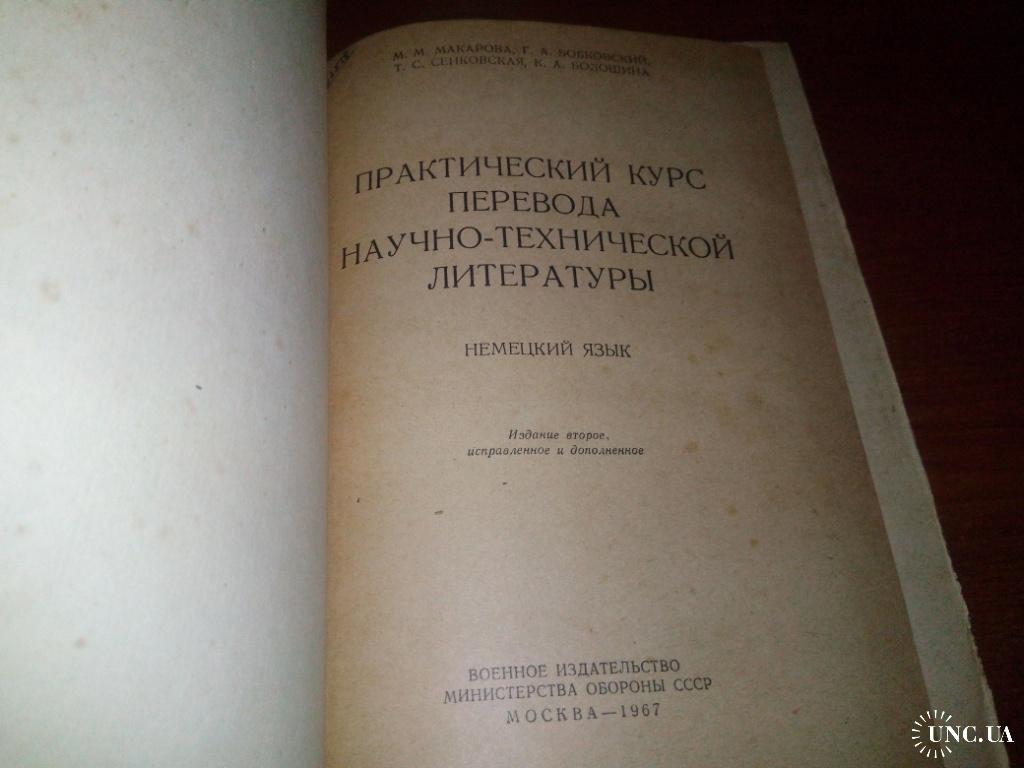 М. М. МАКАРОВА, Г. А. БОБКОВСКИЙ,
Т. С. СЕНКОВСКАЯ, К. А. БОЛОШИНА
ПРАКТИЧЕСКИЙ КУРС
ПЕРЕВОДА
НАУЧНО-ТЕХНИЧЕСКОЙ
ЛИТЕРАТУРЫ
НЕМЕЦКИЙ ЯЗЫК
Издание второе,
исправленное и дополненное
ВОЕННОЕ ИЗДАТЕЛЬСТВО
МИНИСТЕРСТВА ОБОРОНЫ СССР
МОСКВА—1967
UNC.UA